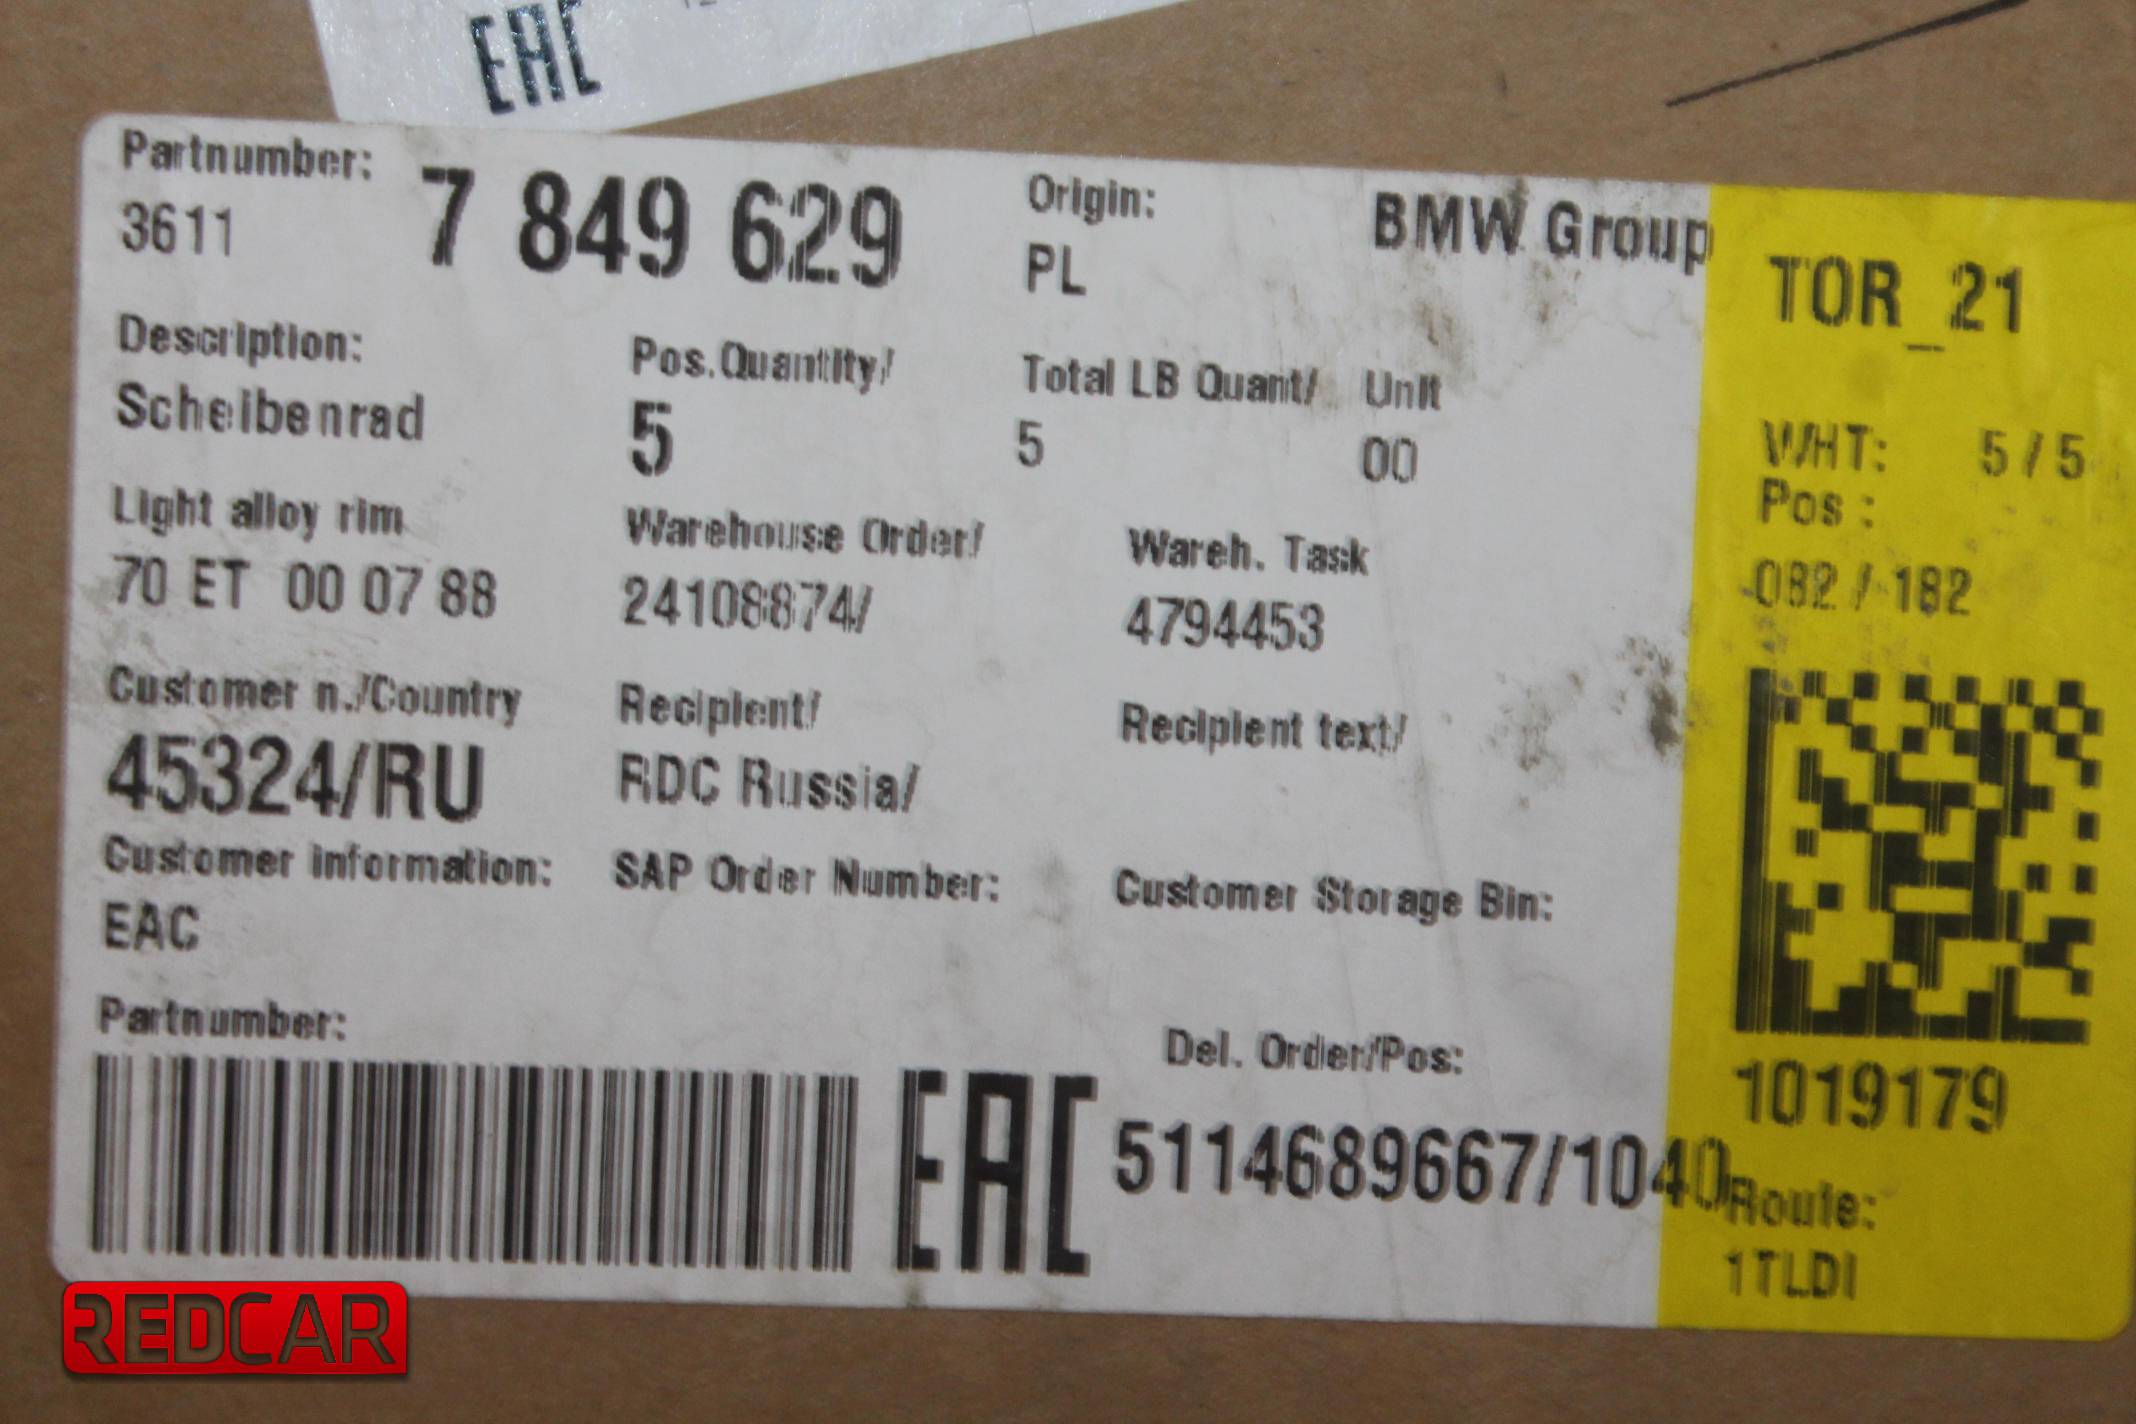 EAC
Partnumber:
3611 7 849 629
Origin:
PL
BMW Group
Description:
Scheibenrad
Pos.Quantity/
5
Total LB Quant/
5
Unit
00
Light alloy rim
70 ET 00 07 88
Warehouse Order/
24108874/
Wareh. Task
4794453
Customer n./Country
45324/RU
Recipient/
RDC Russia/
Recipient text/
Customer information:
EAC
SAP Order Number:
Customer Storage Bin:
Partnumber:
EAC
Del. Order/Pos:
5114689667/1040
TOR_21
WHT: 5 / 5
Pos :
082 / 182
1019179
Route:
1TLDI
REDCAR